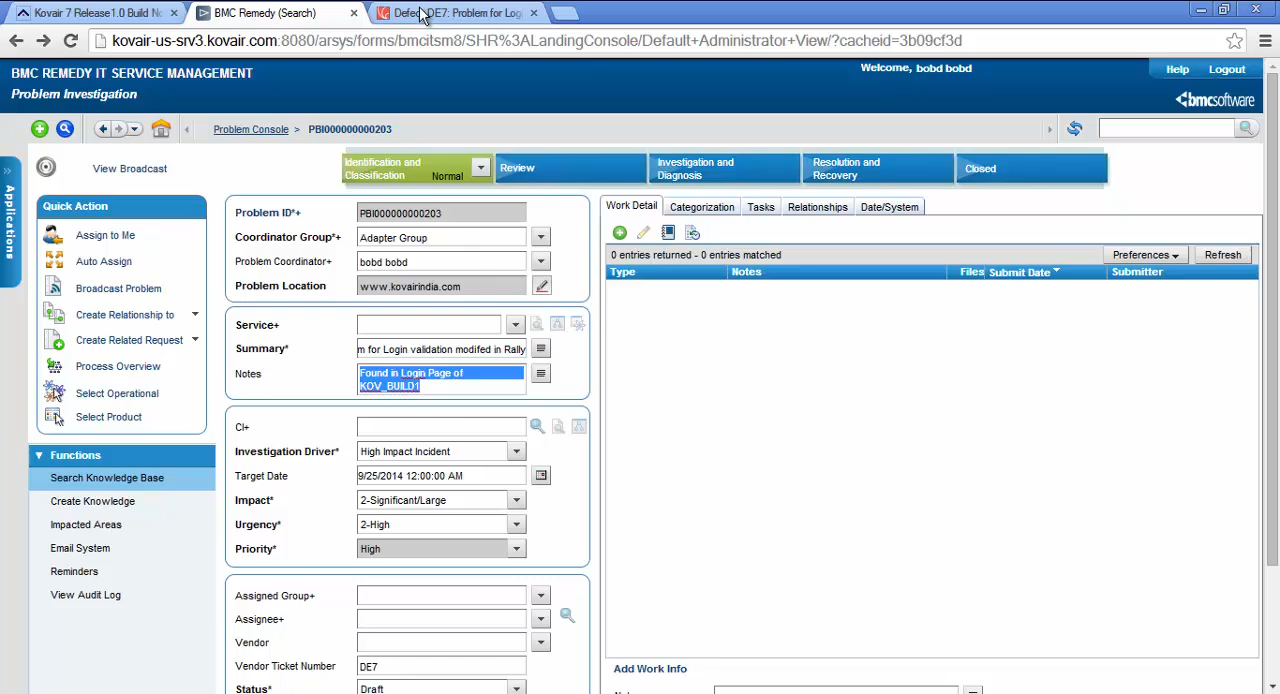 Kovair 7 Release1.0 Build No
BMC Remedy (Search)
Defect DE7: Problem for Log
kovair-us-srv3.kovair.com:8080/arsys/forms/bmcitsm8/SHR%3ALandingConsole/Default+Administrator+View/?cacheid=3b09cf3d
BMC REMEDY IT SERVICE MANAGEMENT
Welcome, bobd bobd
Help
Logout
Problem Investigation
bmcsoftware
Problem Console > PBI000000000203
Applications
View Broadcast
Identification and
Classification
Normal
Review
Investigation and
Diagnosis
Resolution and
Recovery
Closed
Quick Action
Assign to Me
Auto Assign
Broadcast Problem
Create Relationship to
Create Related Request
Process Overview
Select Operational
Select Product
Functions
Search Knowledge Base
Create Knowledge
Impacted Areas
Email System
Reminders
View Audit Log
Problem ID*+ PBI000000000203
Coordinator Group*+ Adapter Group
Problem Coordinator+ bobd bobd
Problem Location www.kovairindia.com
Service+
Summary* m for Login validation modifed in Rally
Notes Found in Login Page of
KOV_BUILD1
CI+
Investigation Driver* High Impact Incident
Target Date 9/25/2014 12:00:00 AM
Impact* 2-Significant/Large
Urgency* 2-High
Priority* High
Assigned Group+
Assignee+
Vendor
Vendor Ticket Number DE7
Status* Draft
Work Detail
Categorization
Tasks
Relationships
Date/System
0 entries returned - 0 entries matched
Preferences
Refresh
Type
Notes
Files
Submit Date
Submitter
Add Work Info